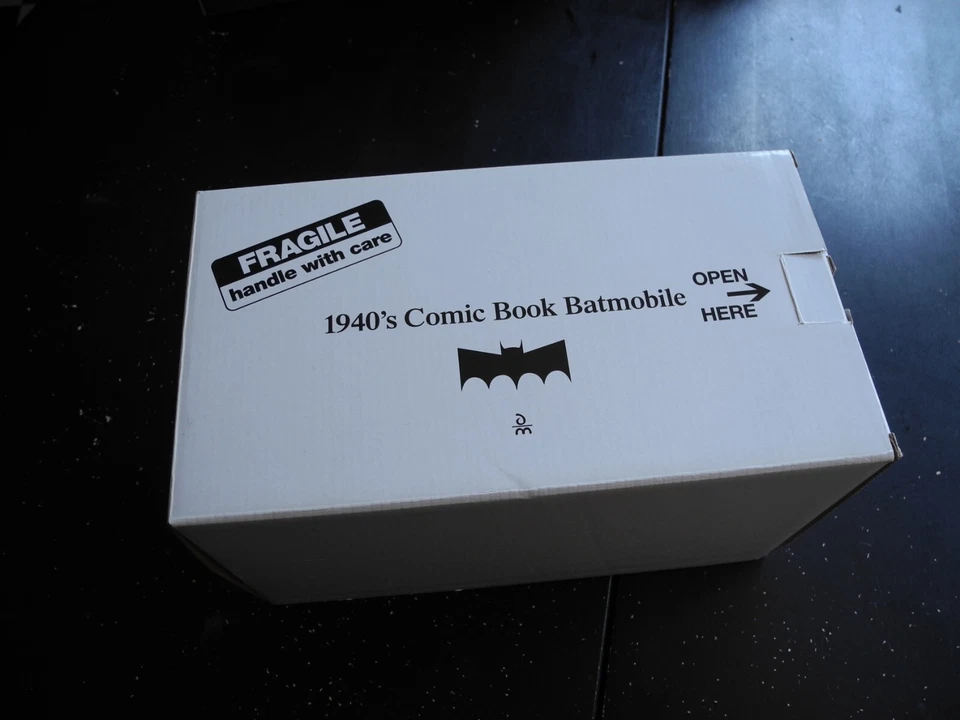 FRAGILE
handle with care
1940's Comic Book Batmobile
OPEN
HERE